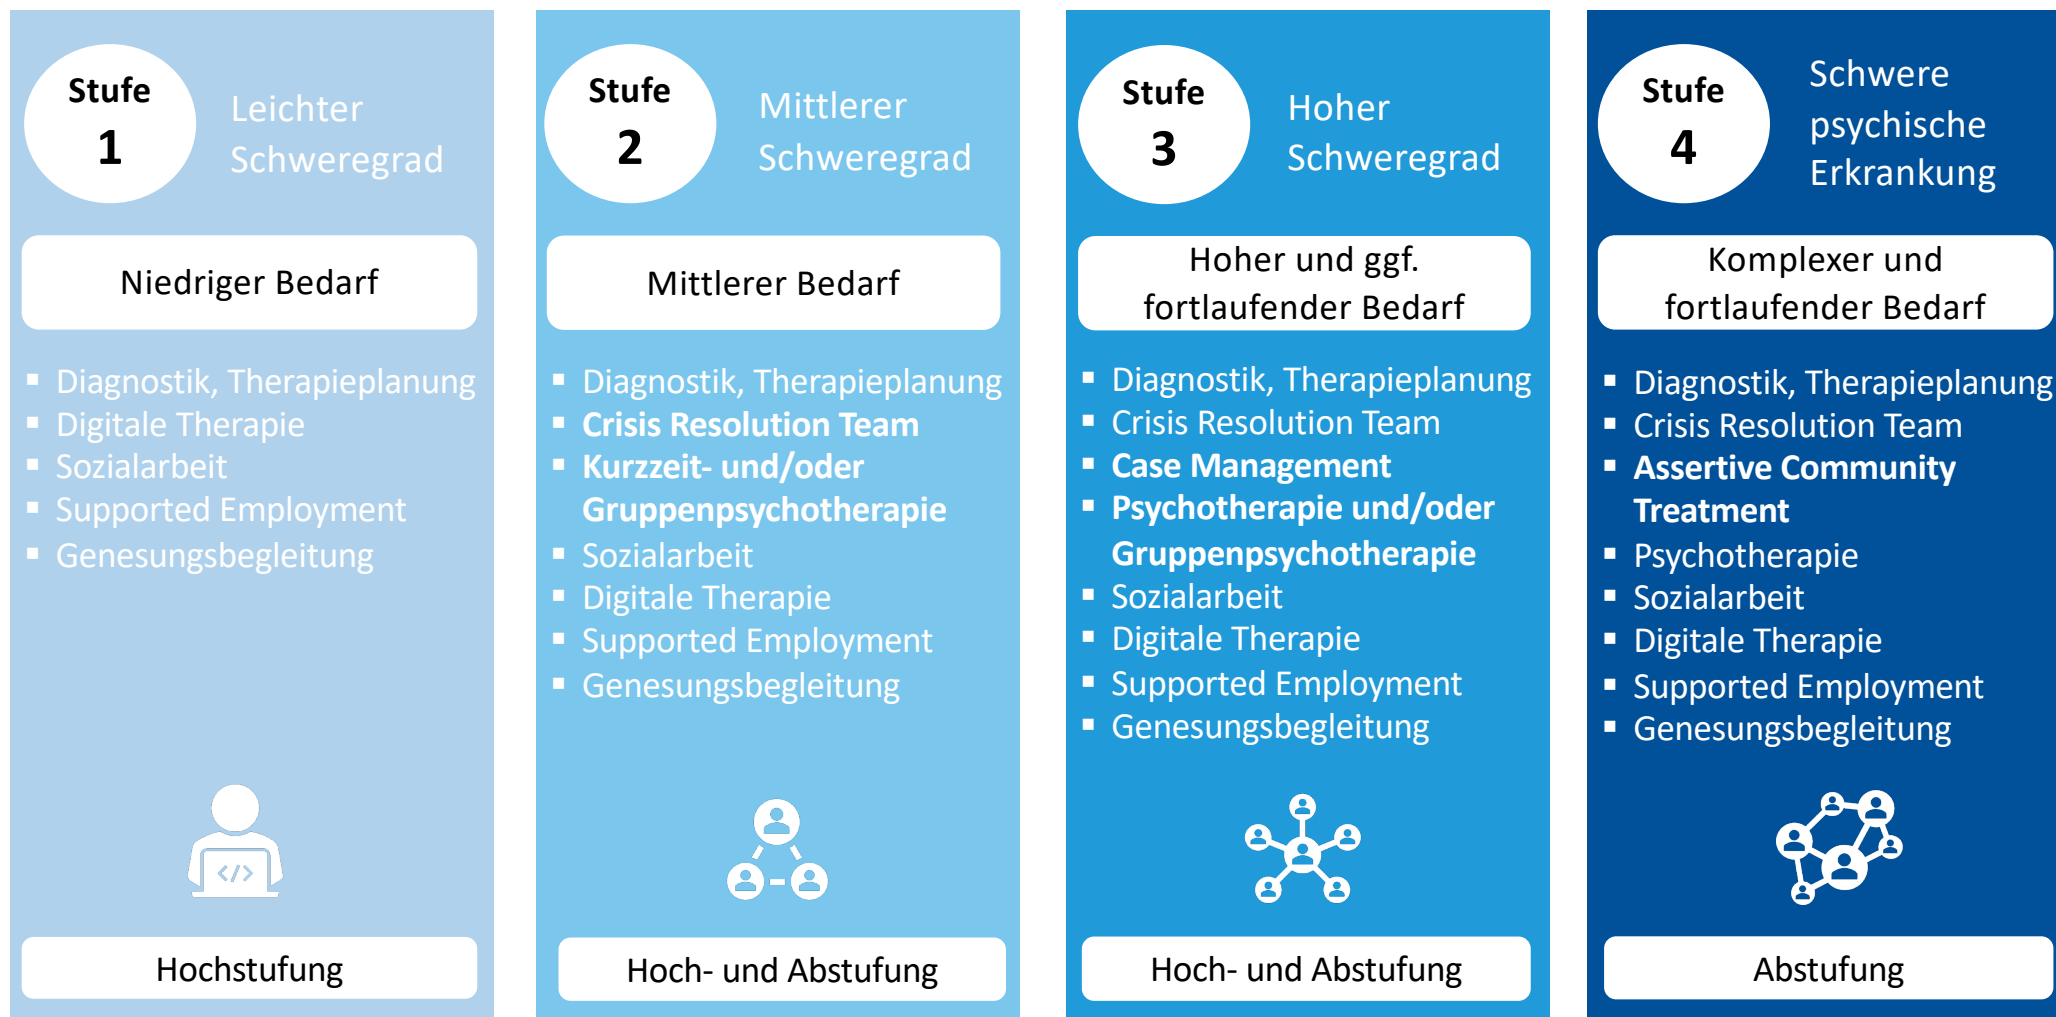 Stufe
1
Leichter
Schweregrad
Niedriger Bedarf
▪ Diagnostik, Therapieplanung
▪ Digitale Therapie
▪ Sozialarbeit
▪ Supported Employment
▪ Genesungsbegleitung
</>
Hochstufung
Stufe
2
Mittlerer
Schweregrad
Mittlerer Bedarf
▪ Diagnostik, Therapieplanung
▪ Crisis Resolution Team
▪ Kurzzeit- und/oder
Gruppenpsychotherapie
▪ Sozialarbeit
▪ Digitale Therapie
▪ Supported Employment
▪ Genesungsbegleitung
Hoch- und Abstufung
Stufe
3
Hoher
Schweregrad
Hoher und ggf.
fortlaufender Bedarf
▪ Diagnostik, Therapieplanung
▪ Crisis Resolution Team
▪ Case Management
▪ Psychotherapie und/oder
Gruppenpsychotherapie
▪ Sozialarbeit
▪ Digitale Therapie
▪ Supported Employment
▪ Genesungsbegleitung
Hoch- und Abstufung
Stufe
4
Schwere
psychische
Erkrankung
Komplexer und
fortlaufender Bedarf
▪ Diagnostik, Therapieplanung
▪ Crisis Resolution Team
▪ Assertive Community
Treatment
▪ Psychotherapie
▪ Sozialarbeit
▪ Digitale Therapie
▪ Supported Employment
▪ Genesungsbegleitung
Abstufung